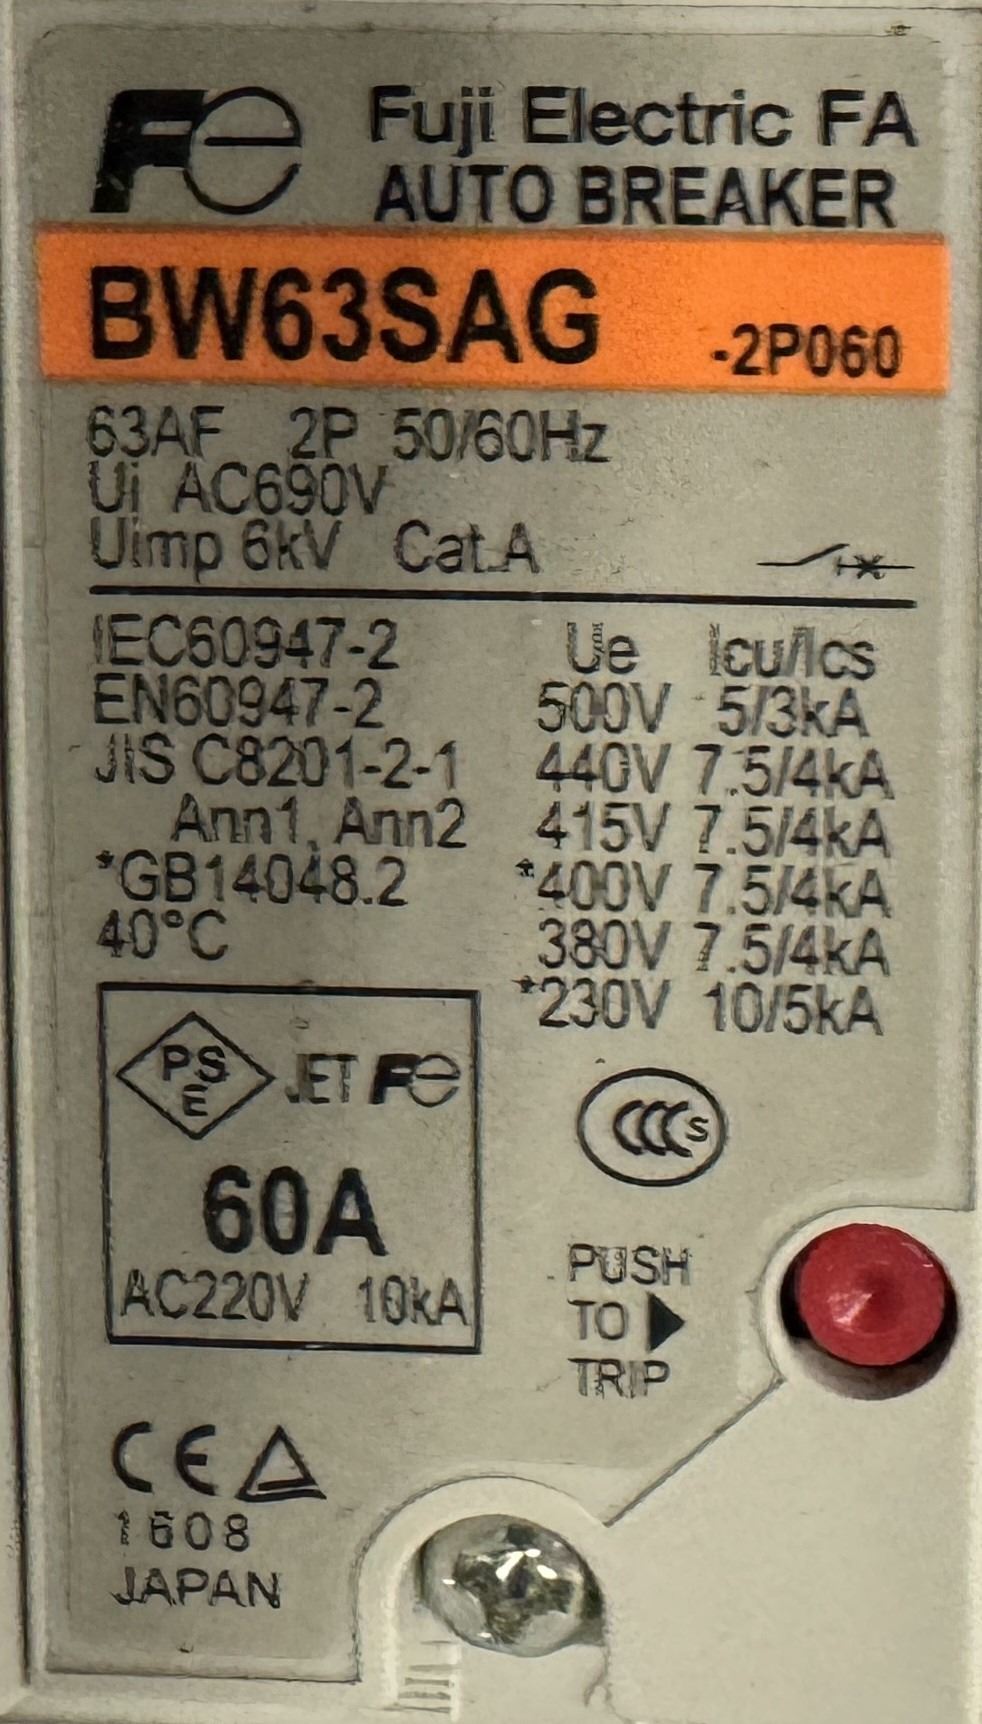 Fe Fuji Electric FA
AUTO BREAKER
BW63SAG -2P060
63AF 2P 50/60Hz
Ui AC690V
Uimp 6kV Cat.A
IEC60947-2
EN60947-2
JIS C8201-2-1
Ann1, Ann2
*GB14048.2
40°C
Ue Icu/Ics
500V 5/3kA
440V 7.5/4kA
415V 7.5/4kA
*400V 7.5/4kA
380V 7.5/4kA
*230V 10/5kA
PS
E
JET Fe
60A
AC220V 10kA
CCC S
PUSH
TO ▶
TRIP
CE
1608
JAPAN